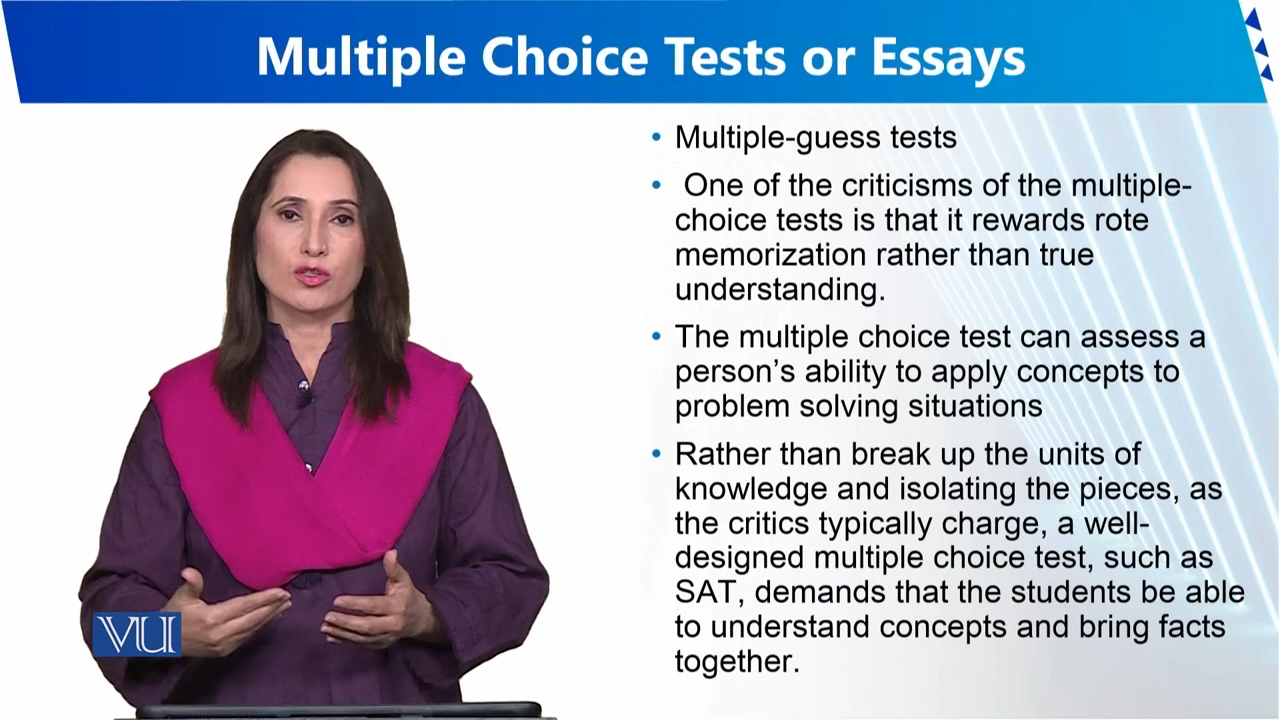 Multiple Choice Tests or Essays
• Multiple-guess tests
• One of the criticisms of the multiple-
choice tests is that it rewards rote
memorization rather than true
understanding.
• The multiple choice test can assess a
person’s ability to apply concepts to
problem solving situations
• Rather than break up the units of
knowledge and isolating the pieces, as
the critics typically charge, a well-
designed multiple choice test, such as
SAT, demands that the students be able
to understand concepts and bring facts
together.
VU